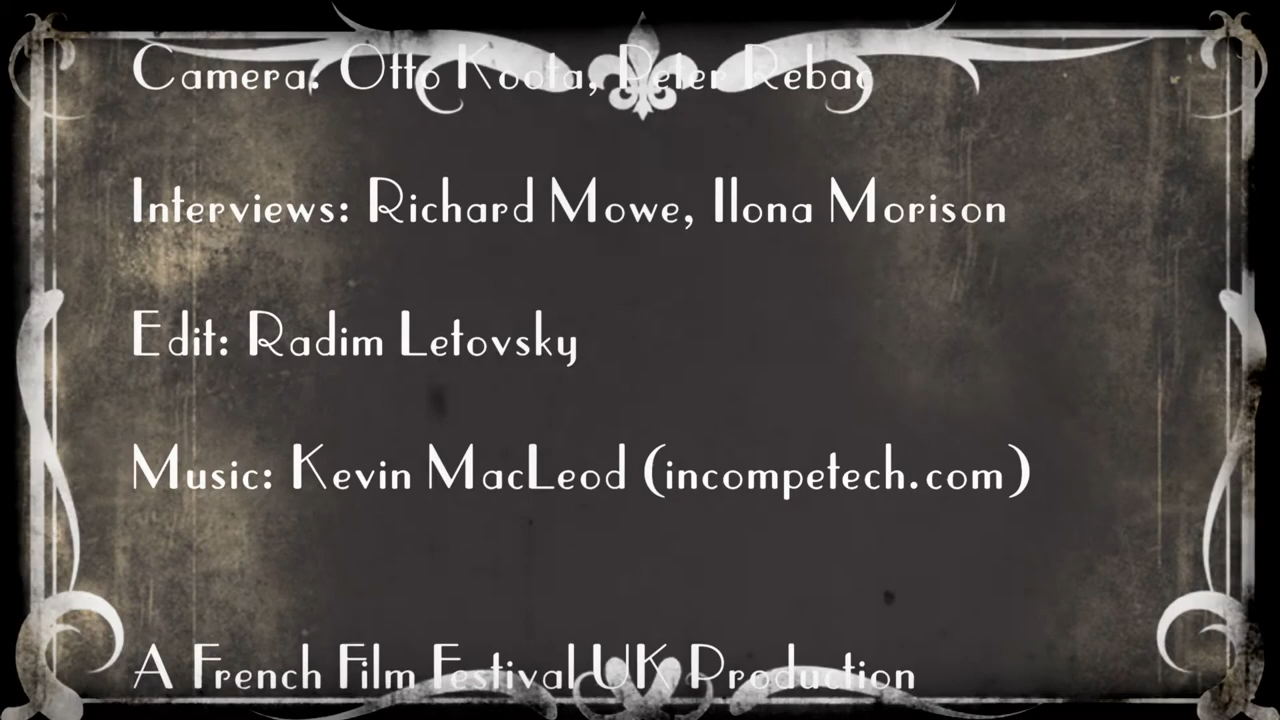 Camera: Otto Koota, Peter Rebac
Interviews: Richard Mowe, Ilona Morison
Edit: Radim Letovsky
Music: Kevin MacLeod (incompetech.com)
A French Film Festival UK Production